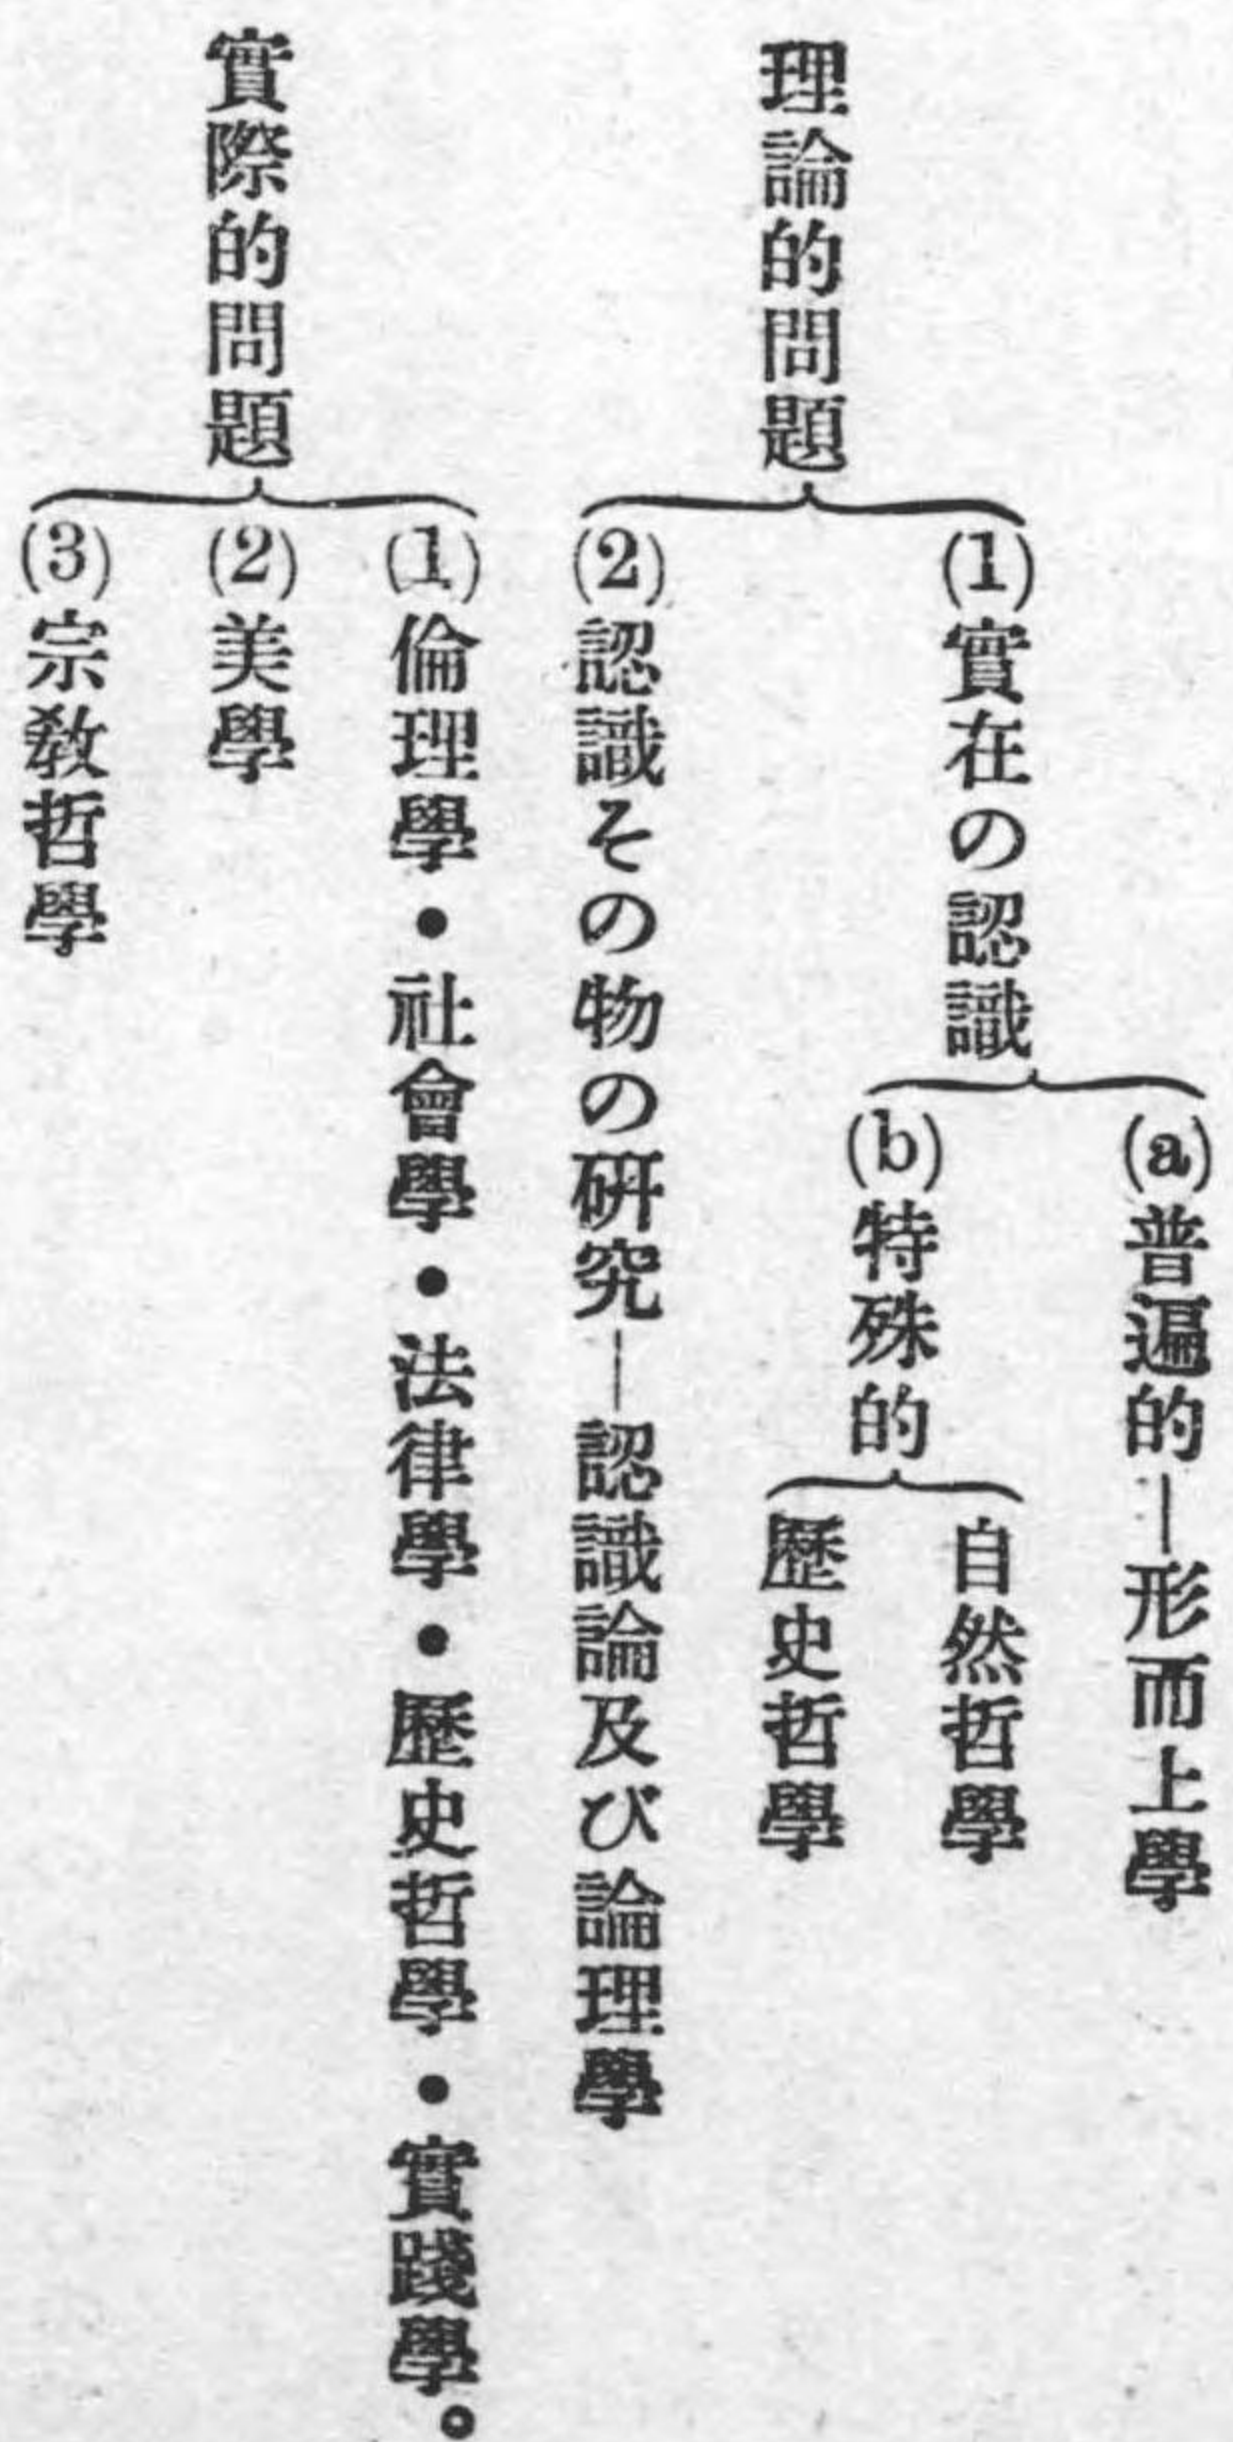 理論的問題
(1)實在の認識
(a)普遍的―形而上學
(b)特殊的
自然哲學
歷史哲學
(2)認識その物の硏究―認識論及び論理學
實際的問題
(1)倫理學・社會學・法律學・歷史哲學・實踐學。
(2)美學
(3)宗教哲學